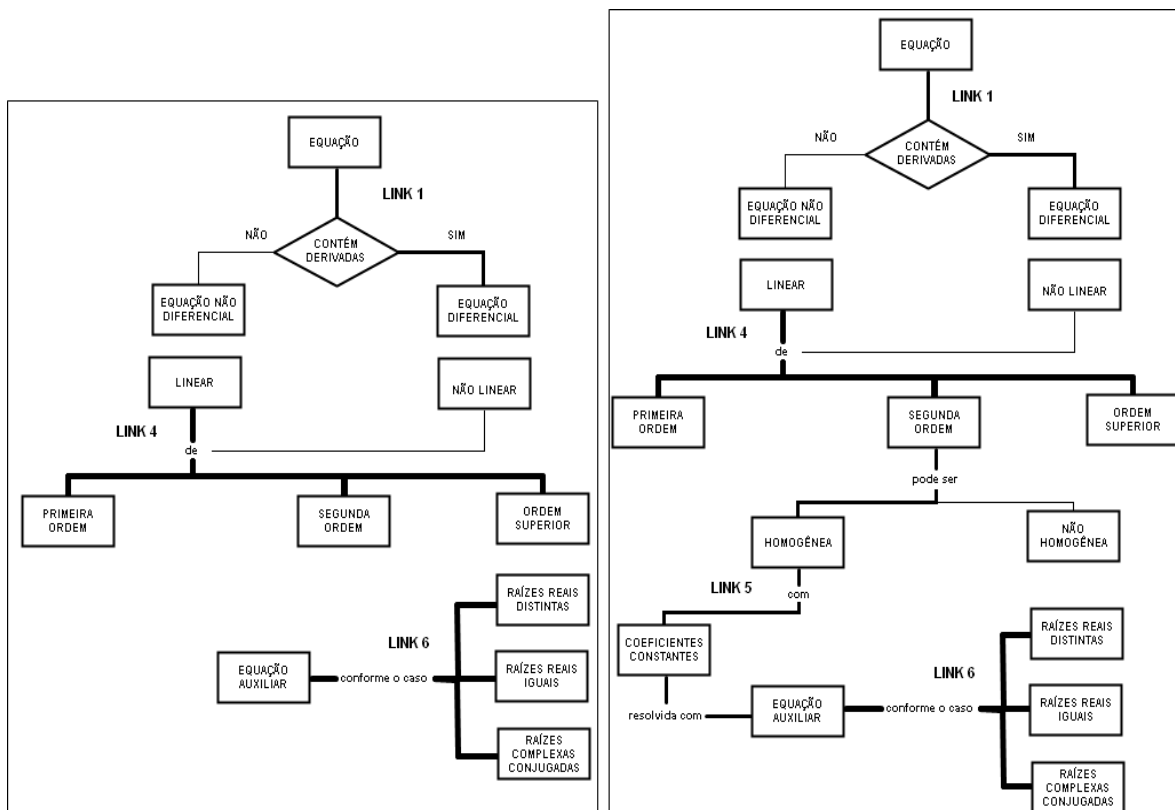 EQUAÇÃO
LINK 1
NÃO
CONTÉM
DERIVADAS
SIM
EQUAÇÃO NÃO
DIFERENCIAL
EQUAÇÃO
DIFERENCIAL
LINEAR
NÃO LINEAR
LINK 4
de
PRIMEIRA
ORDEM
SEGUNDA
ORDEM
ORDEM
SUPERIOR
RAÍZES REAIS
DISTINTAS
LINK 6
EQUAÇÃO
AUXILIAR
conforme o caso
RAÍZES REAIS
IGUAIS
RAÍZES
COMPLEXAS
CONJUGADAS
EQUAÇÃO
LINK 1
NÃO
CONTÉM
DERIVADAS
SIM
EQUAÇÃO NÃO
DIFERENCIAL
EQUAÇÃO
DIFERENCIAL
LINEAR
NÃO LINEAR
LINK 4
de
PRIMEIRA
ORDEM
SEGUNDA
ORDEM
ORDEM
SUPERIOR
pode ser
HOMOGÊNEA
NÃO
HOMOGÊNEA
LINK 5
com
COEFICIENTES
CONSTANTES
RAÍZES REAIS
DISTINTAS
LINK 6
resolvida com
EQUAÇÃO
AUXILIAR
conforme o caso
RAÍZES REAIS
IGUAIS
RAÍZES
COMPLEXAS
CONJUGADAS